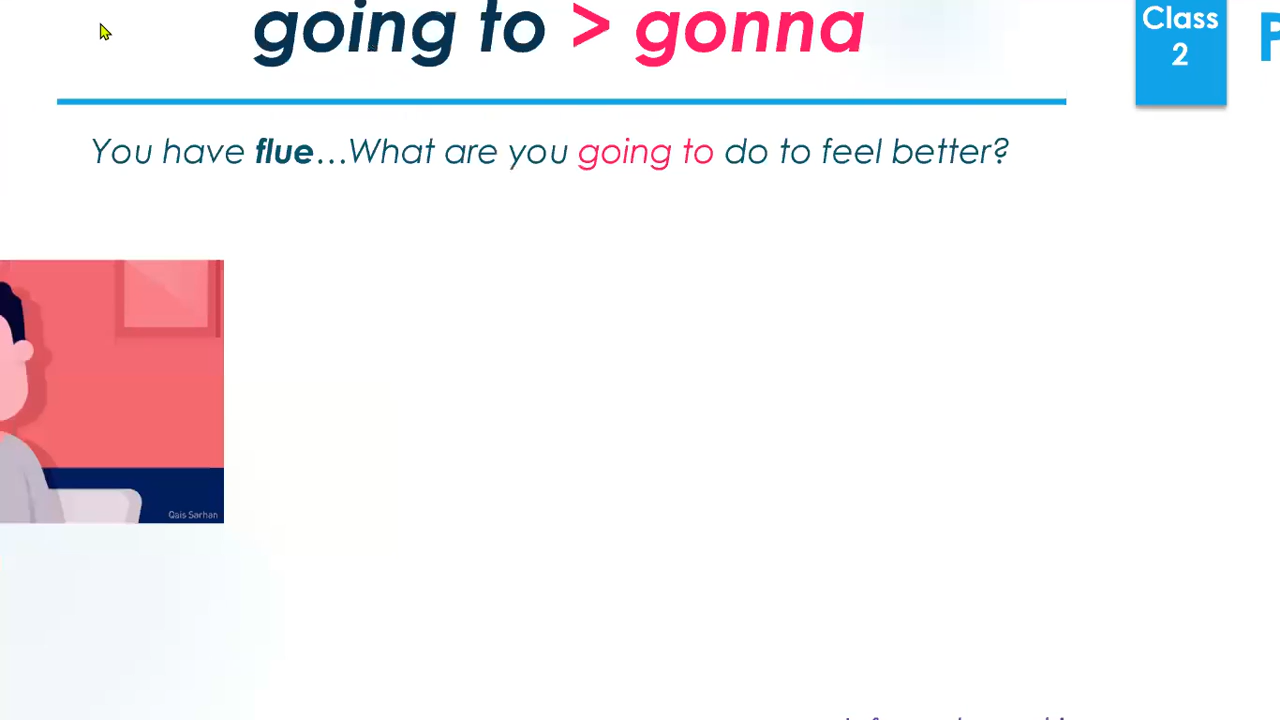 going to > gonna
Class
2
You have flue...What are you going to do to feel better?
Qais Sarhan